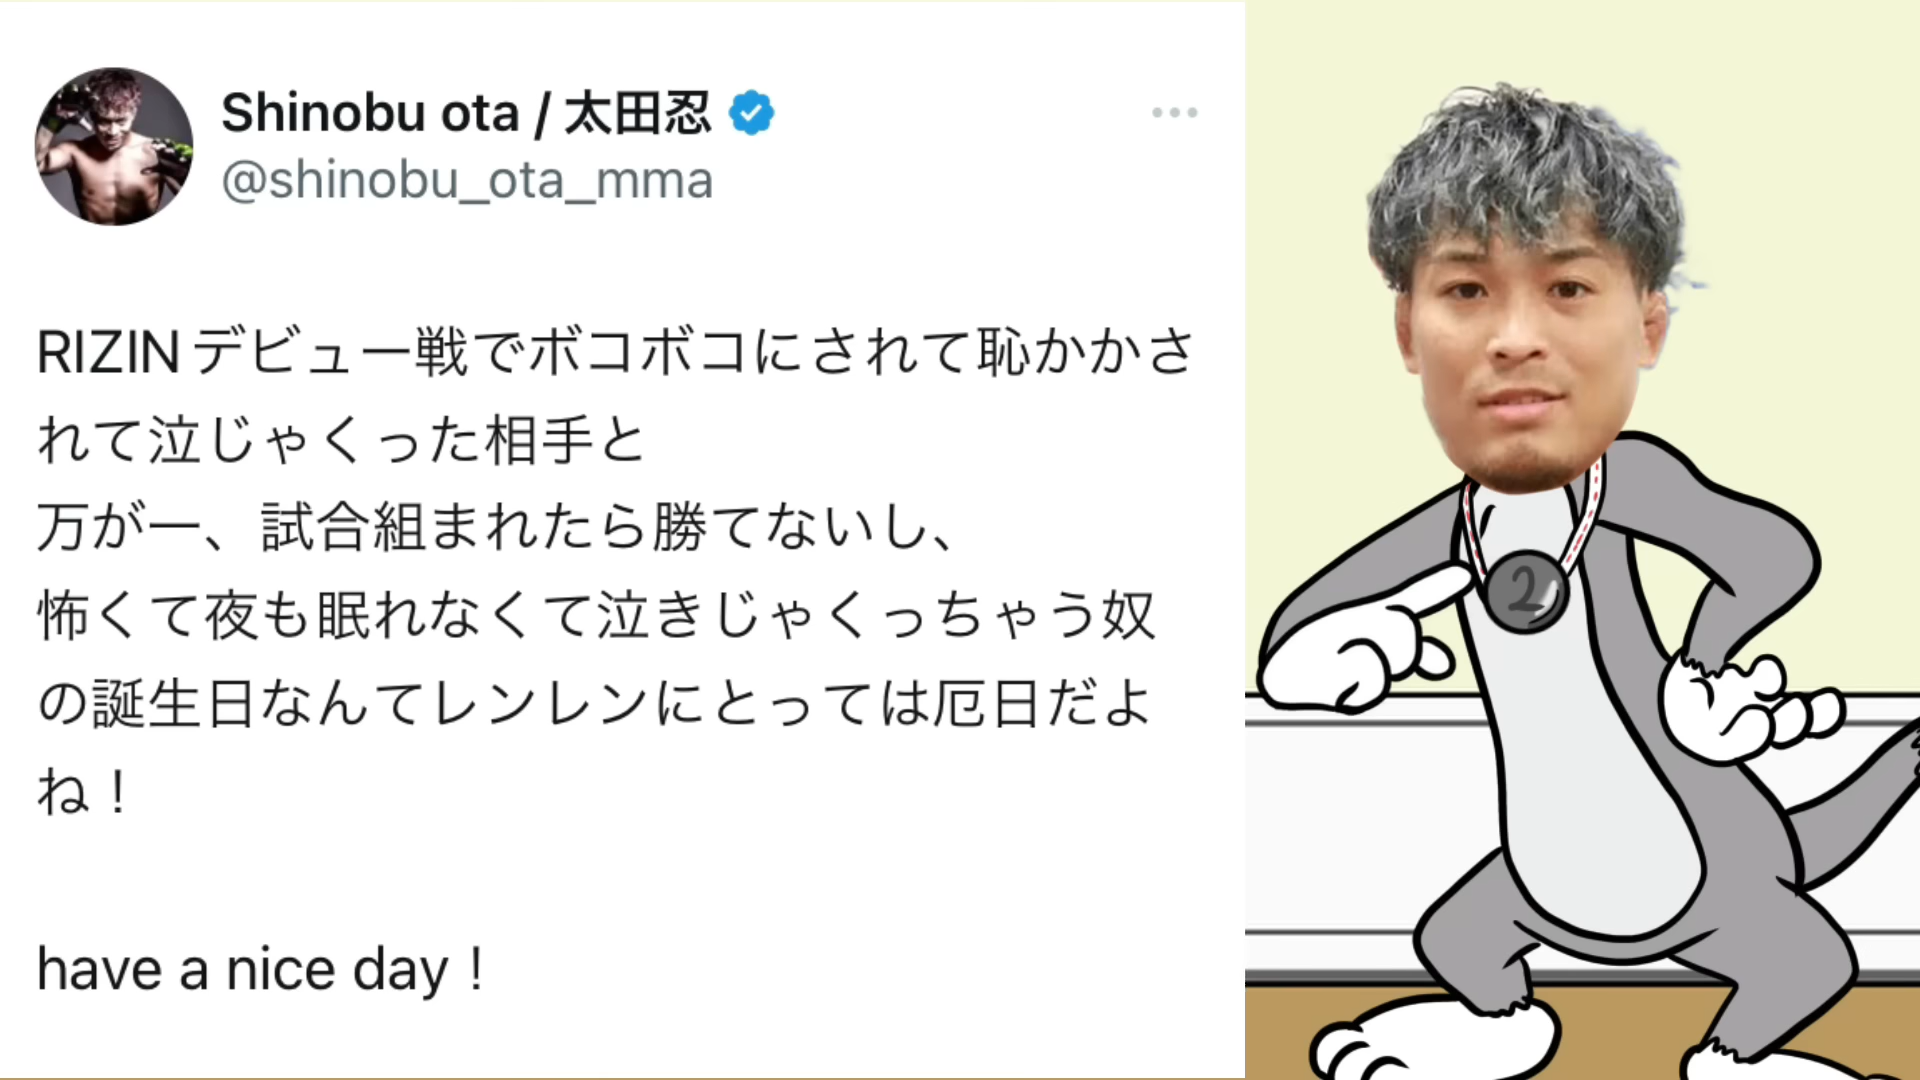 Shinobu ota / 太田忍
@shinobu_ota_mma
RIZINデビュー戦でボコボコにされて恥かかさ
れて泣じゃくった相手と
万が一、試合組まれたら勝てないし、
怖くて夜も眠れなくて泣きじゃくっちゃう奴
の誕生日なんてレンレンにとっては厄日だよ
ね！
have a nice day！
2